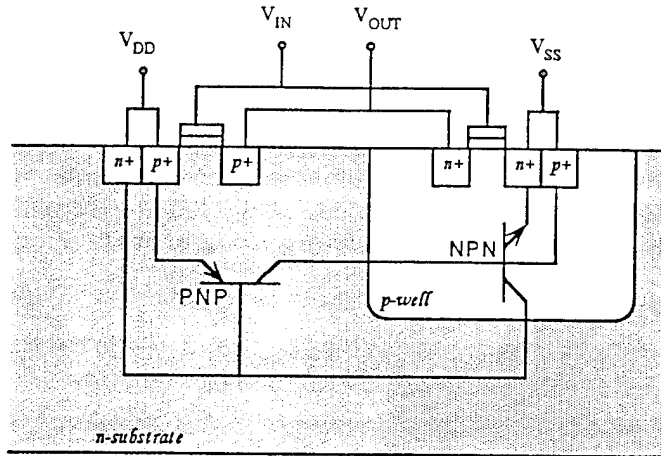 V_IN V_OUT
V_DD V_SS
n+ p+ p+ n+ n+ p+
NPN
PNP
p-well
n-substrate